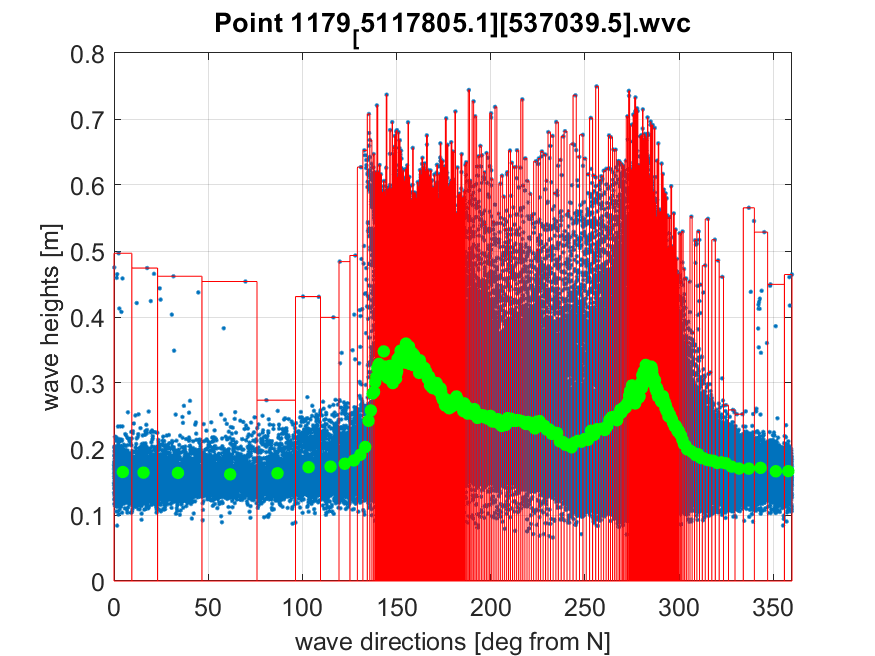 Point 1179[5117805.1][537039.5].wvc
0.8
0.7
0.6
0.5
0.4
0.3
0.2
0.1
0
wave heights [m]
0 50 100 150 200 250 300 350
wave directions [deg from N]